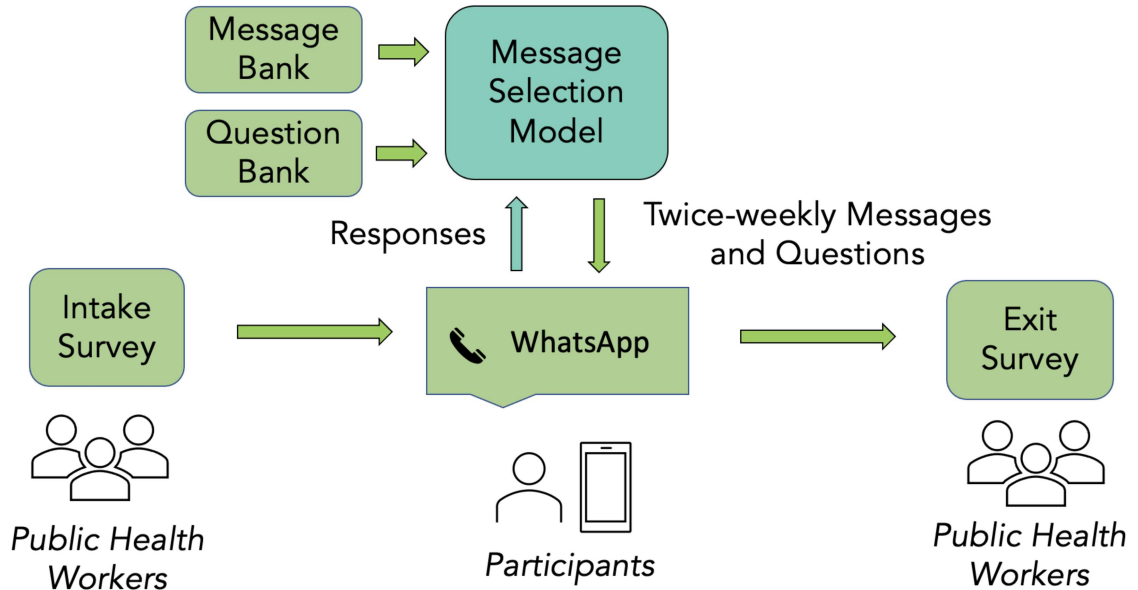 Message
Bank
Message
Selection
Model
Question
Bank
Responses
Twice-weekly Messages
and Questions
Intake
Survey
WhatsApp
Exit
Survey
Public Health
Workers
Participants
Public Health
Workers